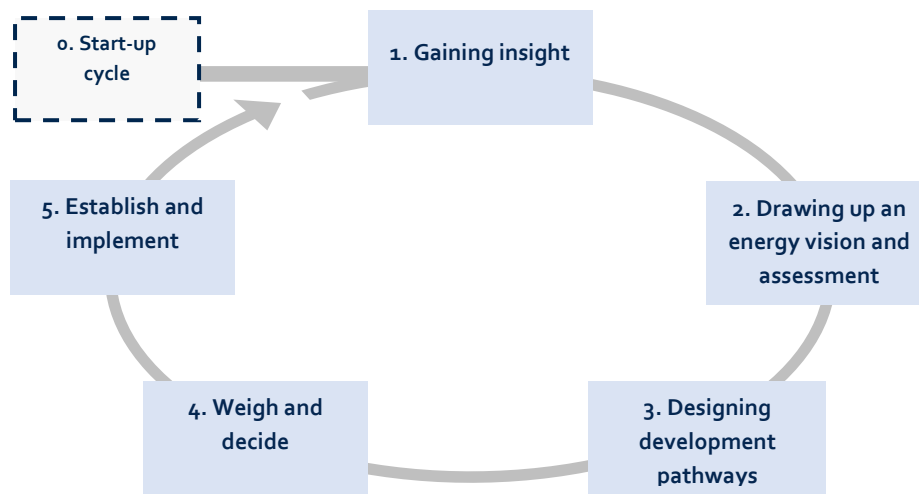 0. Start-up
cycle
1. Gaining insight
2. Drawing up an
energy vision and
assessment
3. Designing
development
pathways
4. Weigh and
decide
5. Establish and
implement